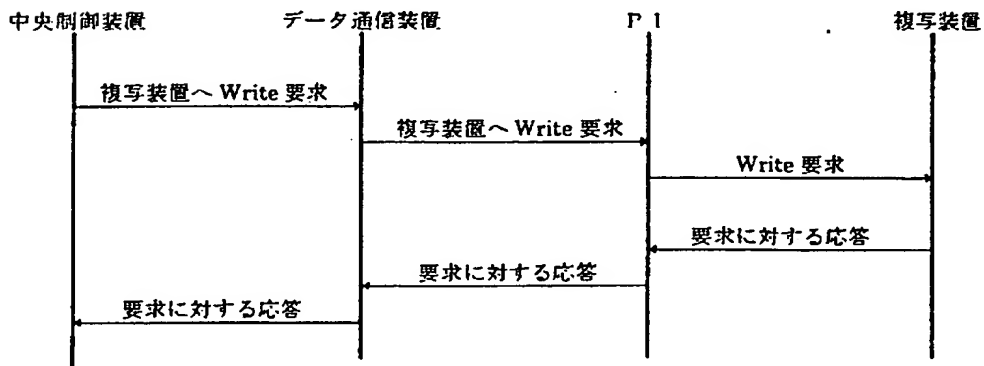 中央制御装置
データ通信装置
P I
複写装置
複写装置へ Write 要求
複写装置へ Write 要求
Write 要求
要求に対する応答
要求に対する応答
要求に対する応答